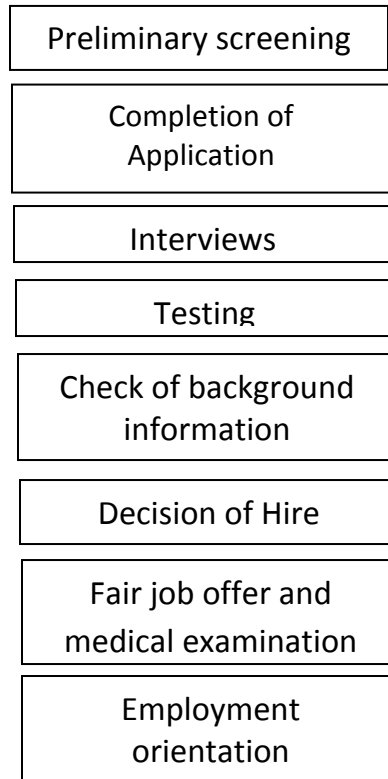 Preliminary screening
Completion of
Application
Interviews
Testing
Check of background
information
Decision of Hire
Fair job offer and
medical examination
Employment
orientation